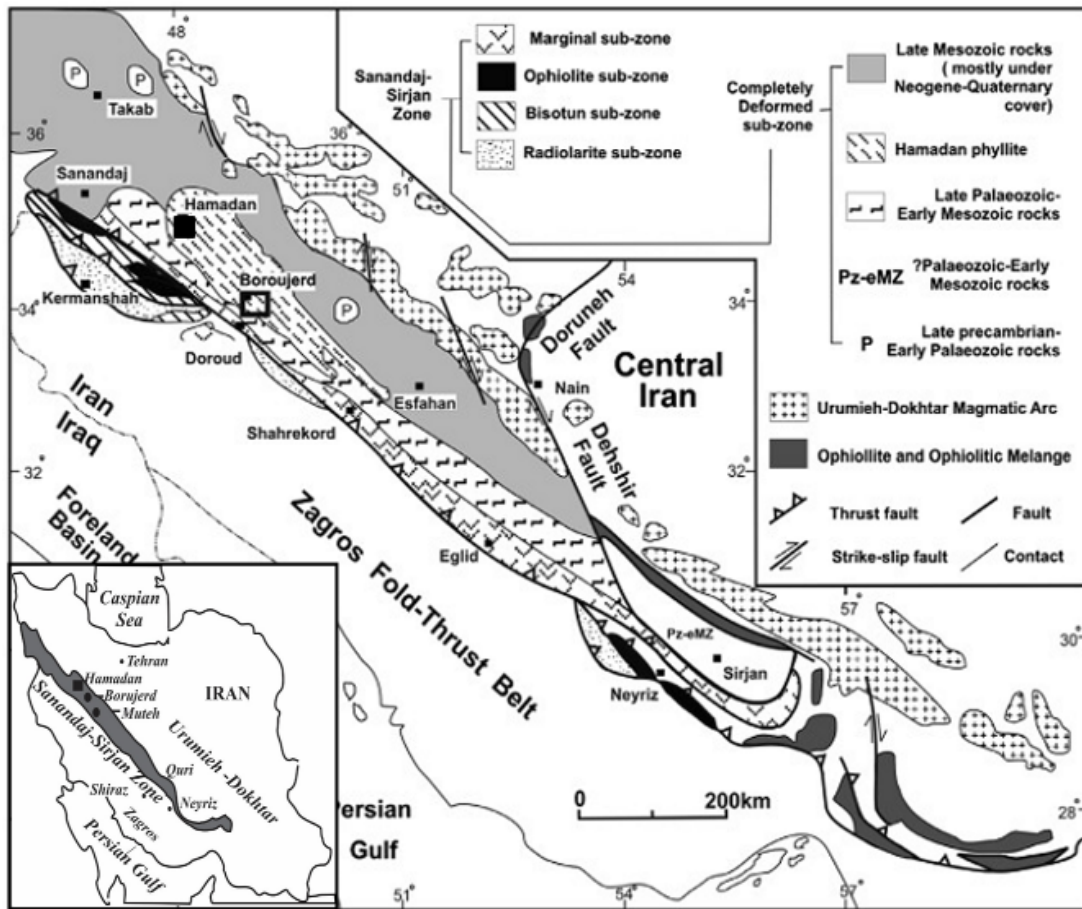 48
36
51
Marginal sub-zone
Ophiolite sub-zone
Bisotun sub-zone
Radiolarite sub-zone
Sanandaj-
Sirjan
Zone
Completely
Deformed
sub-zone
Late Mesozoic rocks
( mostly under
Neogene-Quaternary
cover)
Hamadan phyllite
Late Palaeozoic-
Early Mesozoic rocks
Pz-eMZ
?Palaeozoic-Early
Mesozoic rocks
P
Late precambrian-
Early Palaeozoic rocks
Urumieh-Dokhtar Magmatic Arc
Ophiollite and Ophiolitic Melange
Thrust fault
Fault
Strike-slip fault
Contact
P
P
Takab
36
Sanandaj
Hamadan
Boroujerd
Kermanshah
34
P
Doroud
54
34
Doruneh
Fault
Central
Iran
Nain
Esfahan
Shahrekord
Dehshir
Fault
32
Iran
Iraq
32
Foreland
Basin
Eglid
Zagros Fold-Thrust Belt
57
30
Pz-eMZ
Sirjan
Neyriz
0
200km
28
Persian
Gulf
51
54
57
Caspian
Sea
Tehran
Hamadan
Borujerd
Muteh
IRAN
Sanandaj-Sirjan Zone
Urumieh -Dokhtar
Quri
Shiraz
Neyriz
Zagros
Persian Gulf